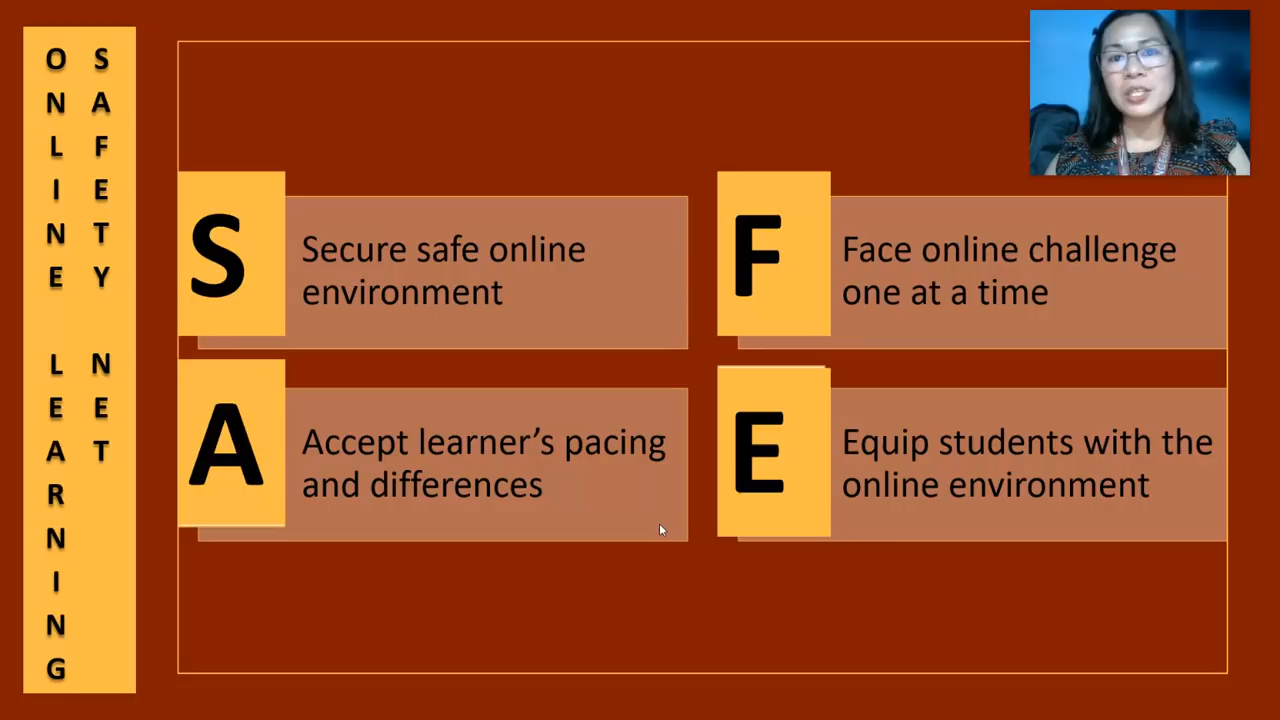 ONLINE LEARNING
SAFETY NET
S
Secure safe online
environment
A
Accept learner’s pacing
and differences
F
Face online challenge
one at a time
E
Equip students with the
online environment